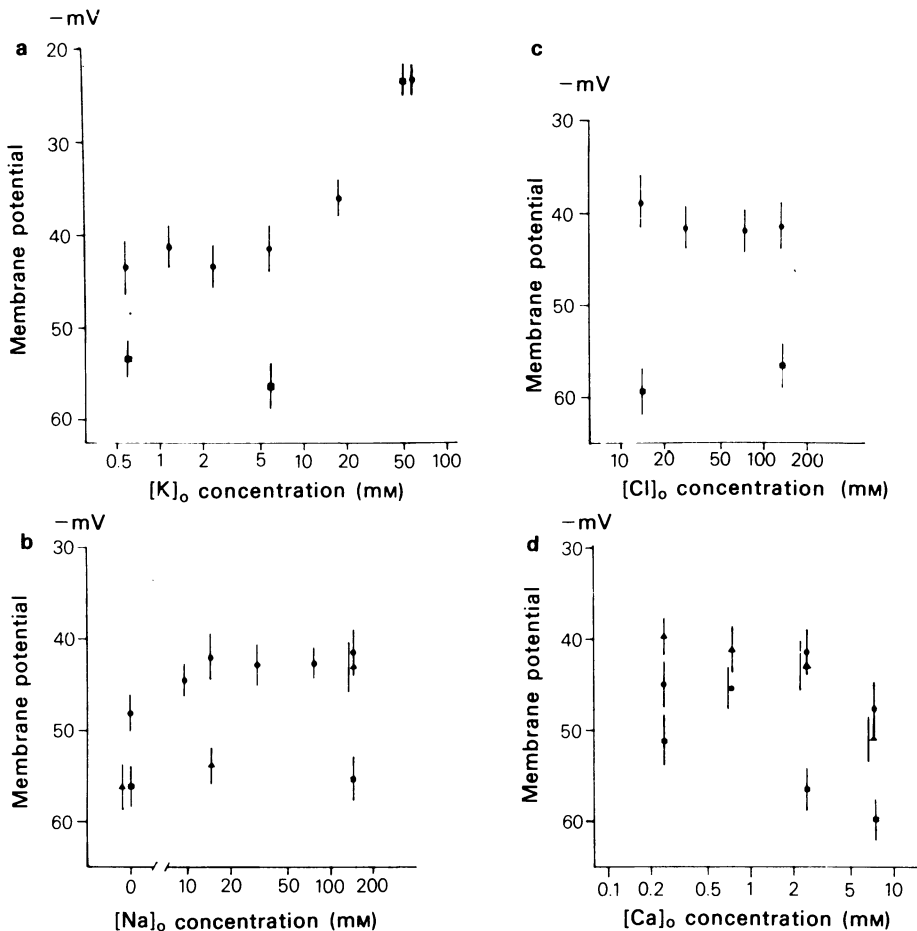 a
−mV
20
30
40
50
60
Membrane potential
0.5 1 2 5 10 20 50 100
[K]o concentration (mM)
c
−mV
30
40
50
60
Membrane potential
10 20 50 100 200
[Cl]o concentration (mM)
b
−mV
30
40
50
60
Membrane potential
0 10 20 50 100 200
[Na]o concentration (mM)
d
−mV
30
40
50
60
Membrane potential
0.1 0.2 0.5 1 2 5 10
[Ca]o concentration (mM)